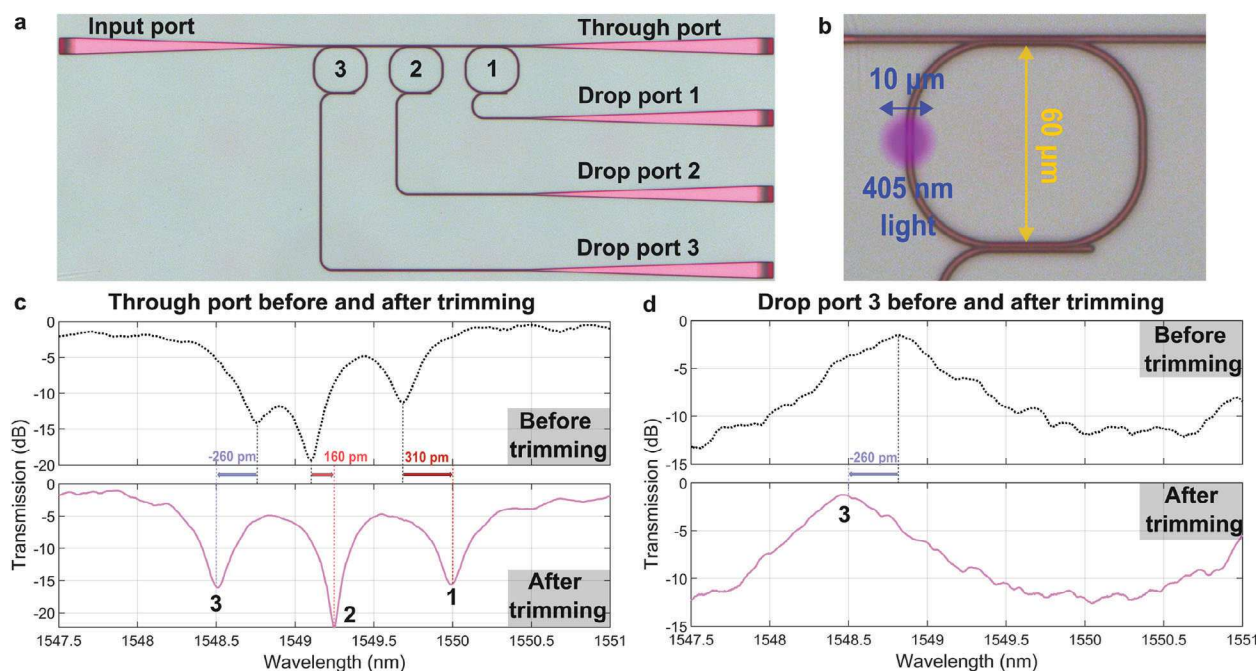 a
Input port
Through port
3
2
1
Drop port 1
Drop port 2
Drop port 3
b
10 µm
60 µm
405 nm
light
c
Through port before and after trimming
0
-5
-10
-15
-20
Before
trimming
-260 pm
160 pm
310 pm
Transmission (dB)
0
-5
-10
-15
-20
3
2
1
After
trimming
1547.5
1548
1548.5
1549
1549.5
1550
1550.5
1551
Wavelength (nm)
d
Drop port 3 before and after trimming
0
-5
-10
-15
Before
trimming
-260 pm
Transmission (dB)
0
-5
-10
-15
3
After
trimming
1547.5
1548
1548.5
1549
1549.5
1550
1550.5
1551
Wavelength (nm)